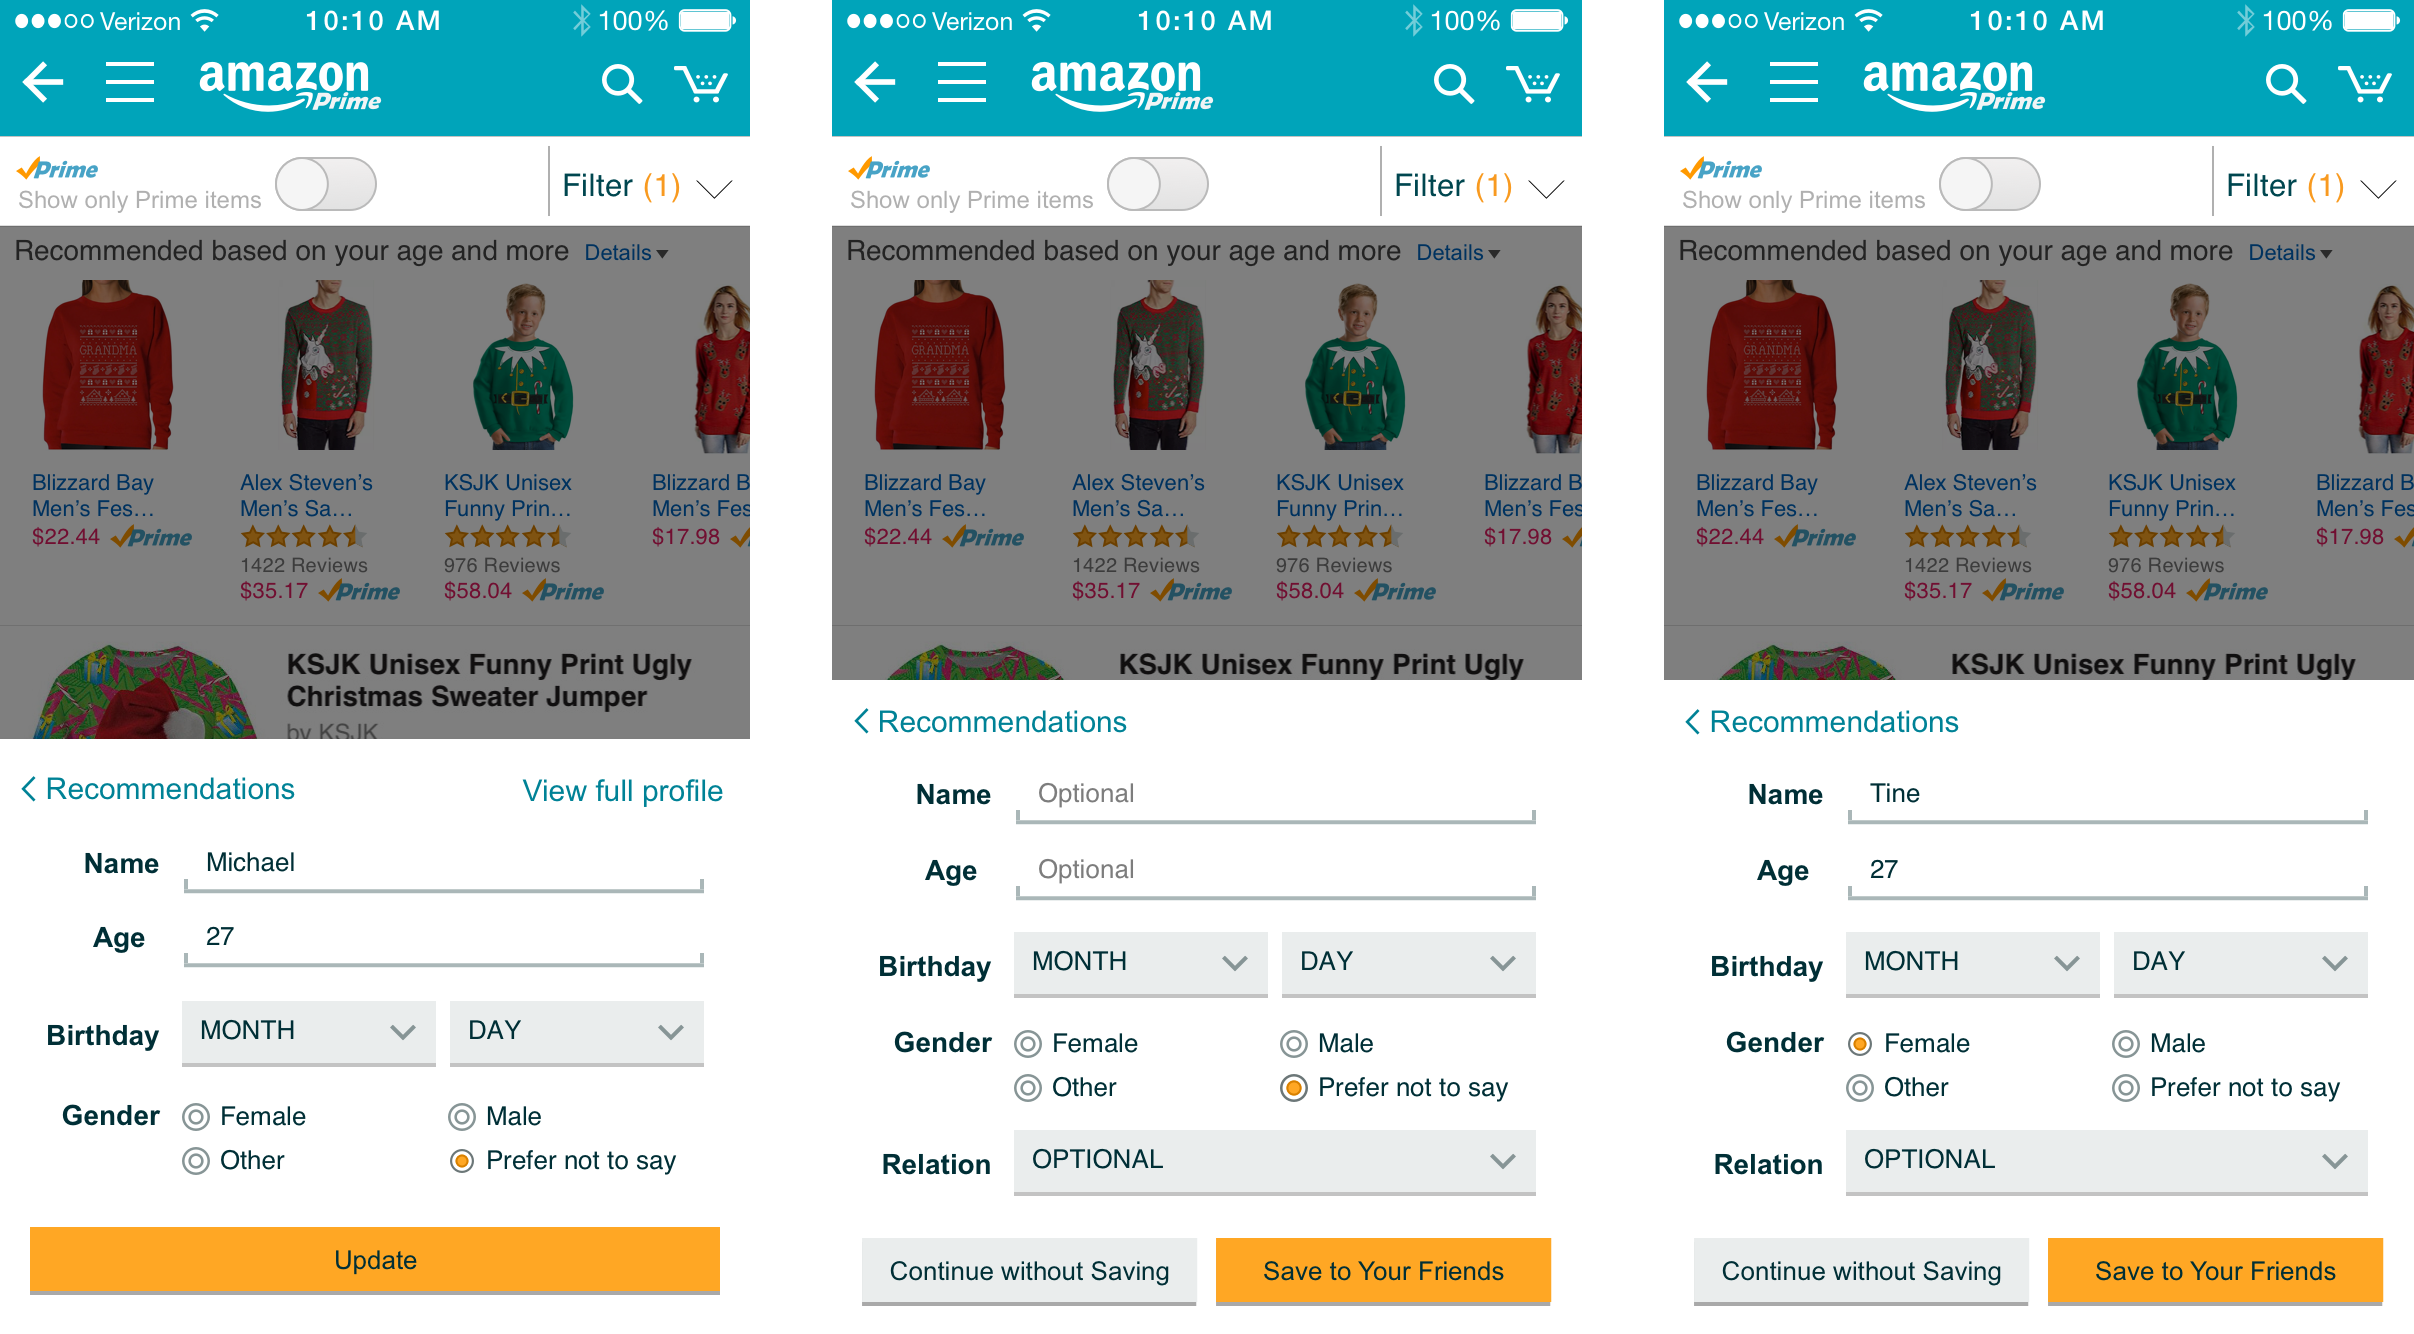 Verizon 10:10 AM 100%
amazon Prime
Prime
Show only Prime items
Filter (1)
Recommended based on your age and more Details
GRANDMA
Blizzard Bay
Men's Fes...
$22.44 Prime
Alex Steven's
Men's Sa...
1422 Reviews
$35.17 Prime
KSJK Unisex
Funny Prin...
976 Reviews
$58.04 Prime
Blizzard B
Men's Fes
$17.98
KSJK Unisex Funny Print Ugly
Christmas Sweater Jumper
by KSJK
Recommendations
View full profile
Name Michael
Age 27
Birthday MONTH DAY
Gender Female Male
Other Prefer not to say
Update
Verizon 10:10 AM 100%
amazon Prime
Prime
Show only Prime items
Filter (1)
Recommended based on your age and more Details
GRANDMA
Blizzard Bay
Men's Fes...
$22.44 Prime
Alex Steven's
Men's Sa...
1422 Reviews
$35.17 Prime
KSJK Unisex
Funny Prin...
976 Reviews
$58.04 Prime
Blizzard B
Men's Fes
$17.98
KSJK Unisex Funny Print Ugly
Recommendations
Name Optional
Age Optional
Birthday MONTH DAY
Gender Female Male
Other Prefer not to say
Relation OPTIONAL
Continue without Saving Save to Your Friends
Verizon 10:10 AM 100%
amazon Prime
Prime
Show only Prime items
Filter (1)
Recommended based on your age and more Details
GRANDMA
Blizzard Bay
Men's Fes...
$22.44 Prime
Alex Steven's
Men's Sa...
1422 Reviews
$35.17 Prime
KSJK Unisex
Funny Prin...
976 Reviews
$58.04 Prime
Blizzard B
Men's Fes
$17.98
KSJK Unisex Funny Print Ugly
Recommendations
Name Tine
Age 27
Birthday MONTH DAY
Gender Female Male
Other Prefer not to say
Relation OPTIONAL
Continue without Saving Save to Your Friends